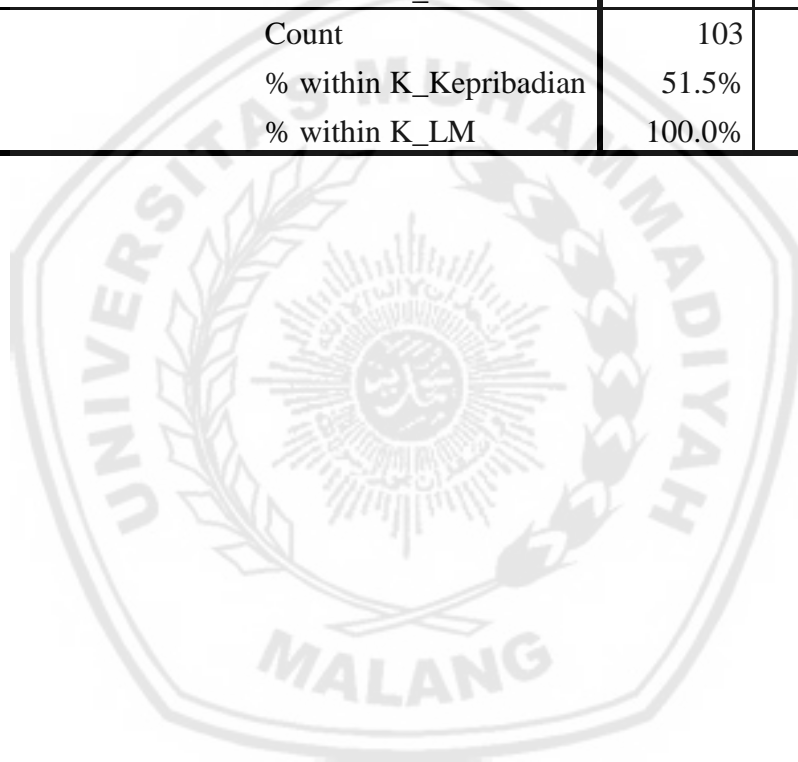 Count 103
% within K_Kepribadian 51.5%
% within K_LM 100.0%
UNIVERSITAS MUHAMMADIYAH
MALANG